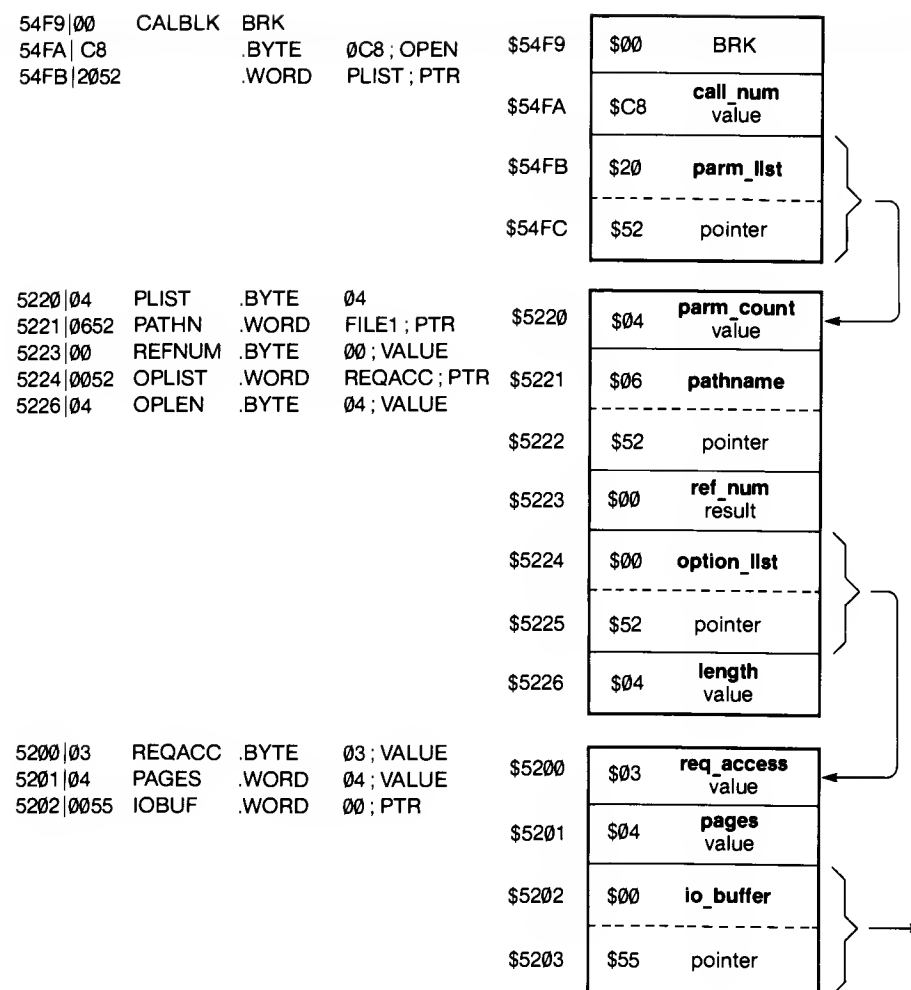 54F9|00 CALBLK BRK
54FA|C8 .BYTE 0C8 ; OPEN
54FB|2052 .WORD PLIST ; PTR
$54F9 $00 BRK
$54FA $C8 call_num
value
$54FB $20 parm_list
$54FC $52 pointer
5220|04 PLIST .BYTE 04
5221|0652 PATHN .WORD FILE1 ; PTR
5223|00 REFNUM .BYTE 00 ; VALUE
5224|0052 OPLIST .WORD REQACC ; PTR
5226|04 OPLEN .BYTE 04 ; VALUE
$5220 $04 parm_count
value
$5221 $06 pathname
$5222 $52 pointer
$5223 $00 ref_num
result
$5224 $00 option_list
$5225 $52 pointer
$5226 $04 length
value
5200|03 REQACC .BYTE 03 ; VALUE
5201|04 PAGES .WORD 04 ; VALUE
5202|0055 IOBUF .WORD 00 ; PTR
$5200 $03 req_access
value
$5201 $04 pages
value
$5202 $00 io_buffer
$5203 $55 pointer